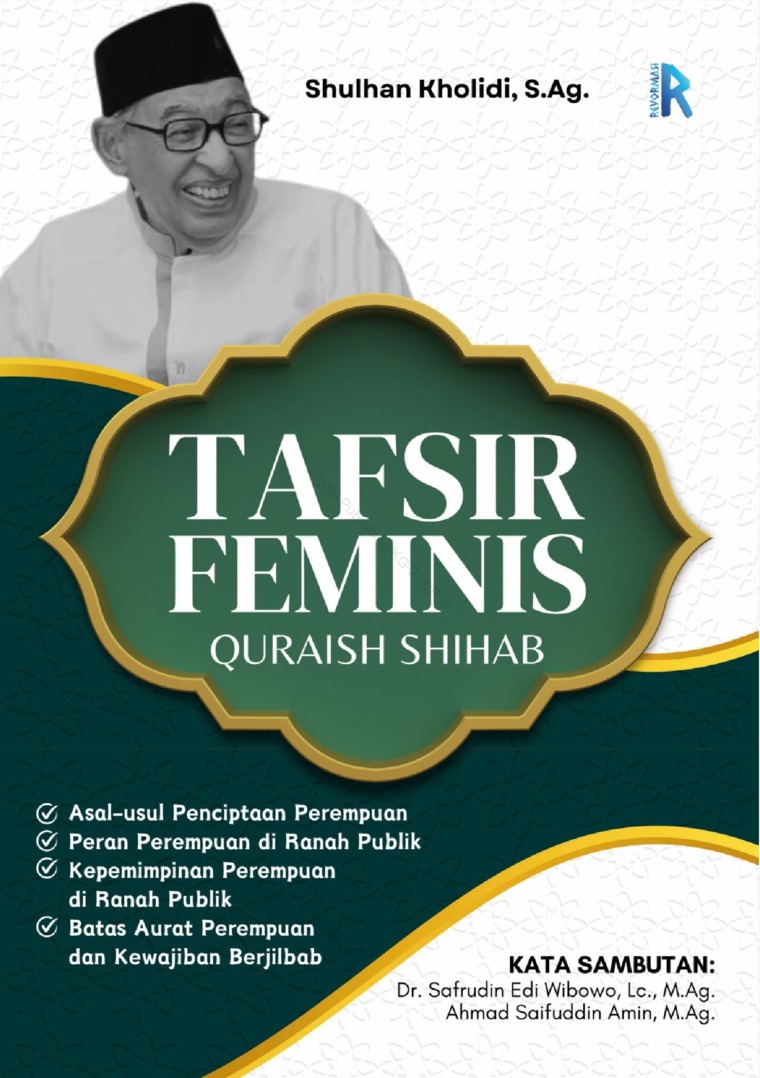 Shulhan Kholidi, S.Ag.
REVORMASI
R
TAFSIR
FEMINIS
QURAISH SHIHAB
Asal-usul Penciptaan Perempuan
Peran Perempuan di Ranah Publik
Kepemimpinan Perempuan
di Ranah Publik
Batas Aurat Perempuan
dan Kewajiban Berjilbab
KATA SAMBUTAN:
Dr. Safrudin Edi Wibowo, Lc., M.Ag.
Ahmad Saifuddin Amin, M.Ag.